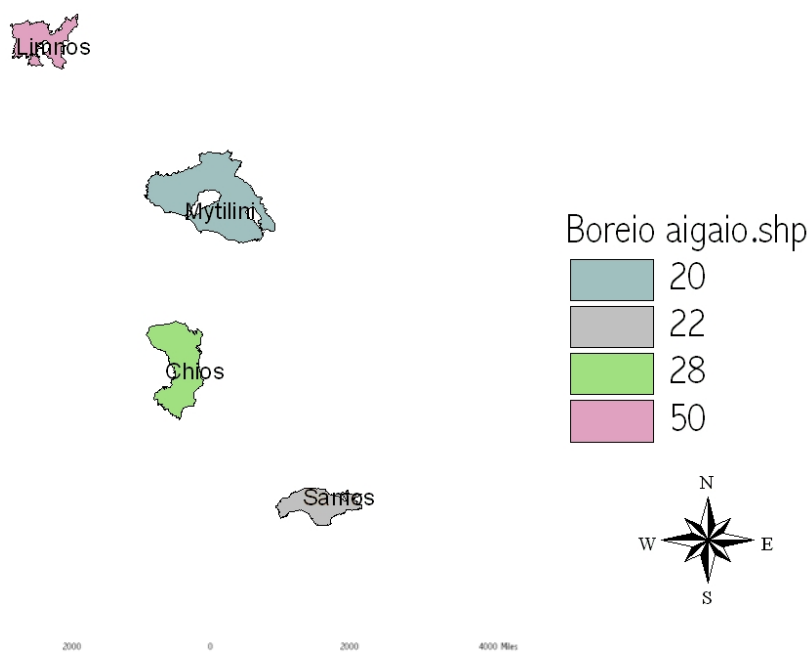 Limnos
Mytilini
Boreio aigaio.shp
20
22
28
50
Chios
Samos
N
W E
S
2000 0 2000 4000 Miles